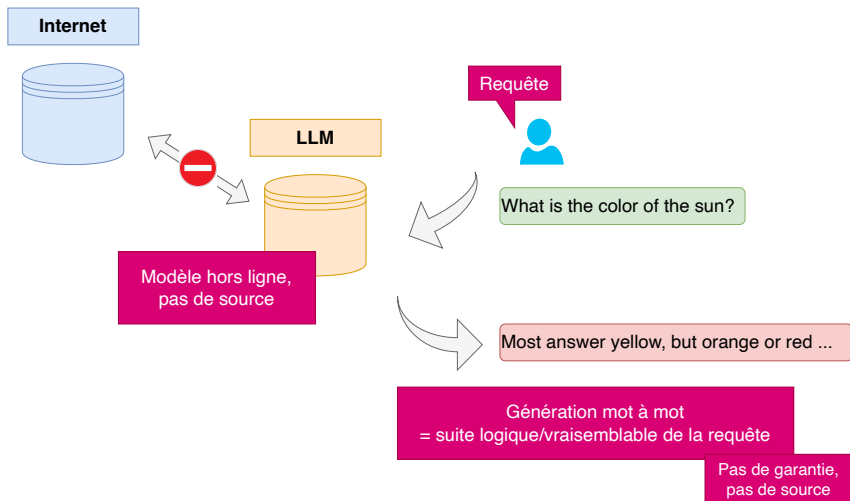 Internet
Requête
LLM
What is the color of the sun?
Modèle hors ligne,
pas de source
Most answer yellow, but orange or red ...
Génération mot à mot
= suite logique/vraisemblable de la requête
Pas de garantie,
pas de source